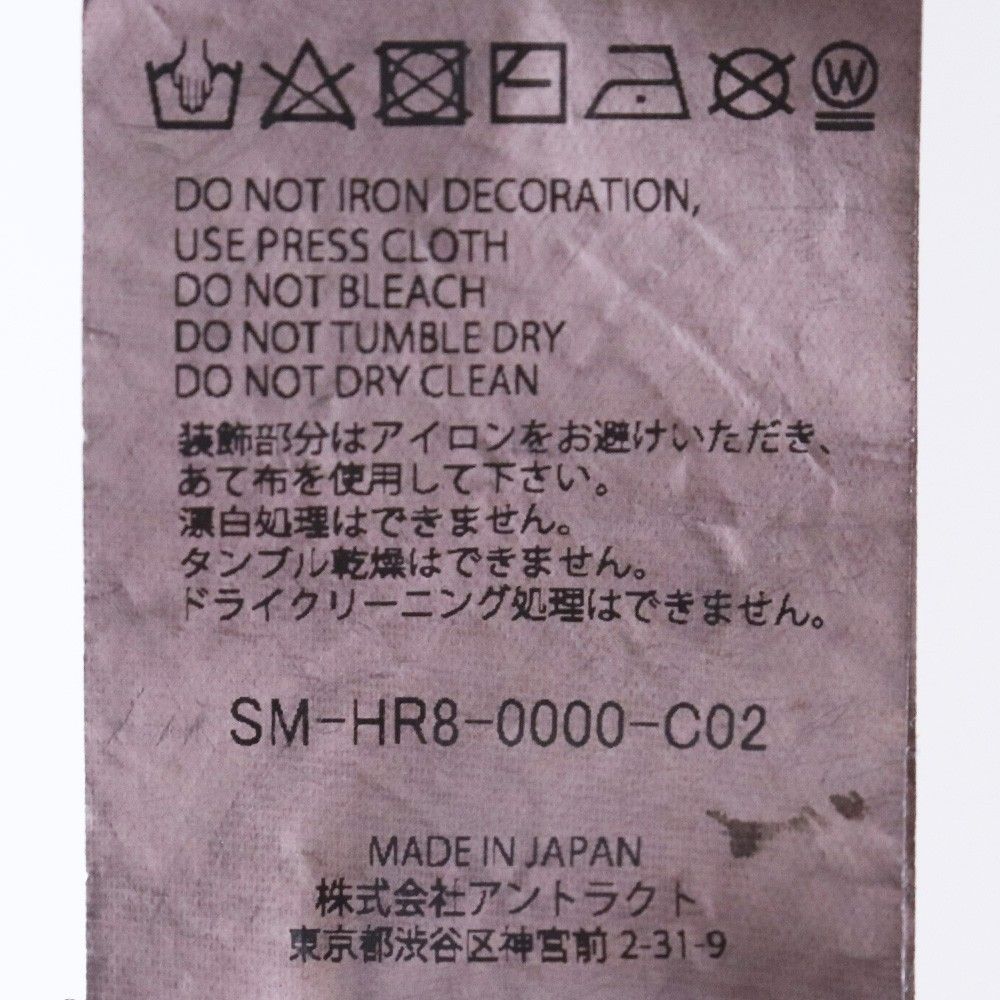 W
DO NOT IRON DECORATION,
USE PRESS CLOTH
DO NOT BLEACH
DO NOT TUMBLE DRY
DO NOT DRY CLEAN
装飾部分はアイロンをお避けいただき、
あて布を使用して下さい。
漂白処理はできません。
タンブル乾燥はできません。
ドライクリーニング処理はできません。
SM-HR8-0000-C02
MADE IN JAPAN
株式会社アントラクト
東京都渋谷区神宮前 2-31-9